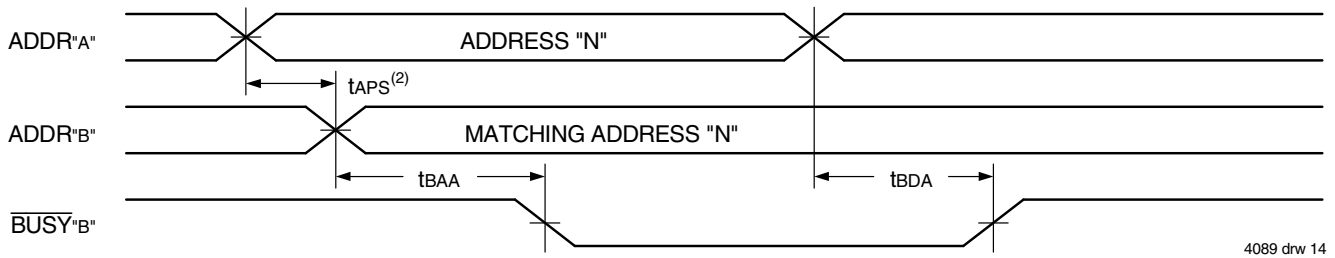 ADDR"A"
ADDRESS "N"
tAPS(2)
ADDR"B"
MATCHING ADDRESS "N"
tBAA
tBDA
BUSY"B"
4089 drw 14